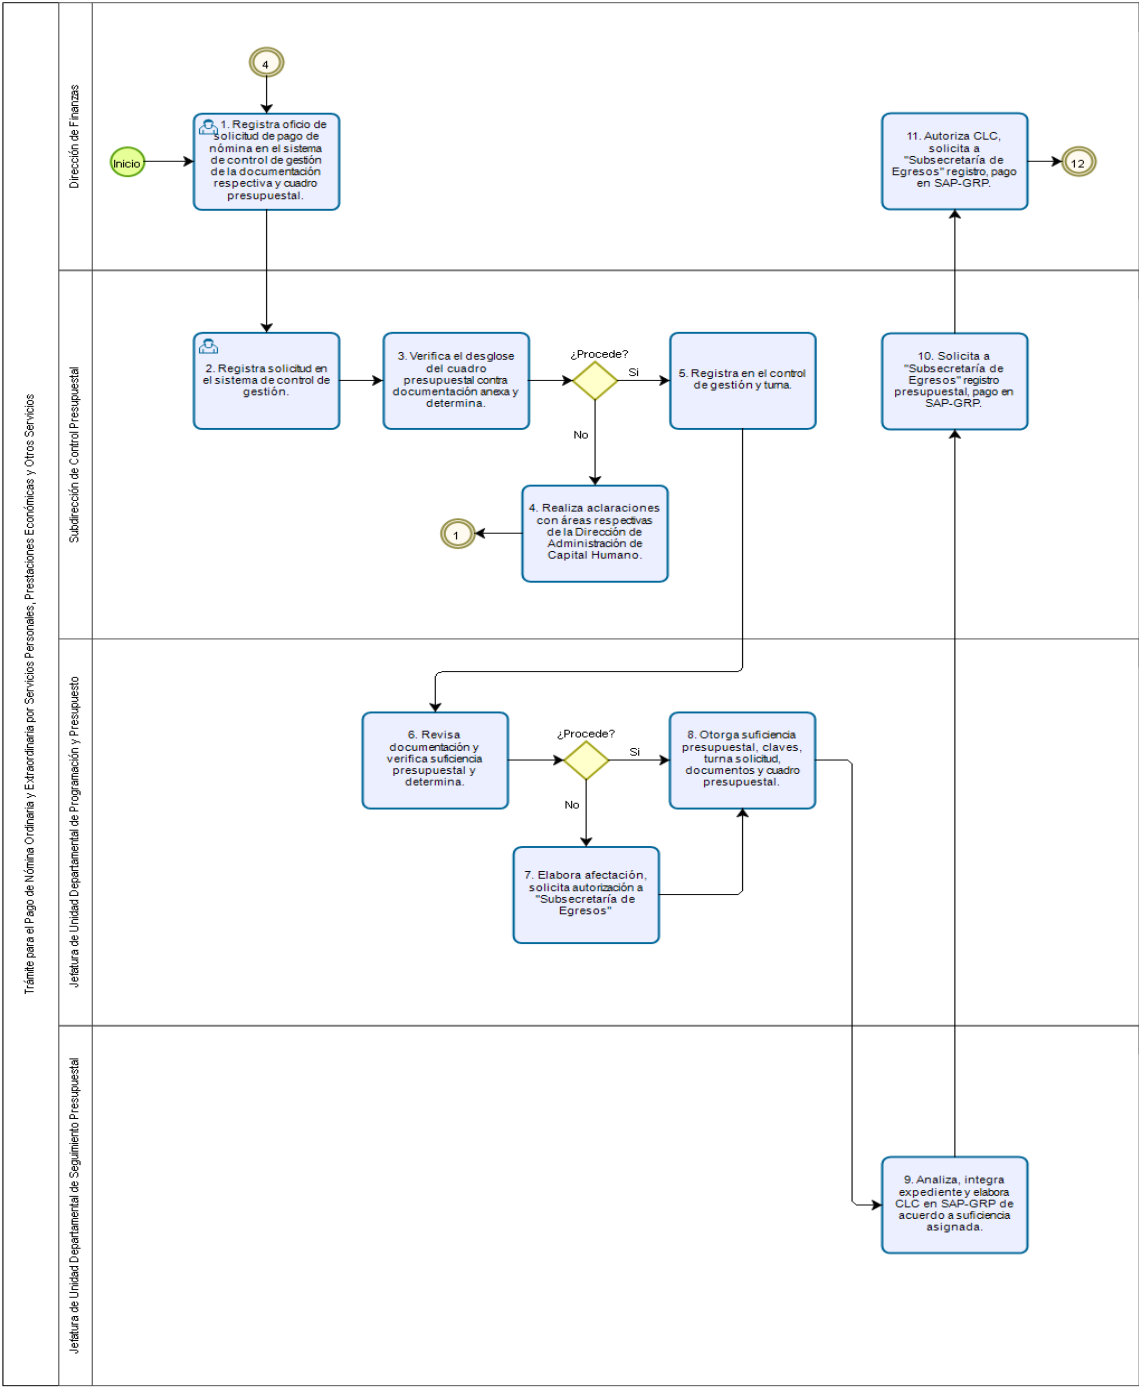 Trámite para el Pago de Nómina Ordinaria y Extraordinaria por Servicios Personales, Prestaciones Económicas y Otros Servicios
Dirección de Finanzas
4
Inicio
1. Registra oficio de
solicitud de pago de
nómina en el sistema
de control de gestión
de la documentación
respectiva y cuadro
presupuestal.
11. Autoriza CLC,
solicita a
"Subsecretaría de
Egresos" registro, pago
en SAP-GRP.
12
Subdirección de Control Presupuestal
2. Registra solicitud en
el sistema de control de
gestión.
3. Verifica el desglose
del cuadro
presupuestal contra
documentación anexa y
determina.
¿Procede?
Si
No
5. Registra en el control
de gestión y turna.
10. Solicita a
"Subsecretaría de
Egresos" registro
presupuestal, pago en
SAP-GRP.
4. Realiza aclaraciones
con áreas respectivas
de la Dirección de
Administración de
Capital Humano.
1
Jefatura de Unidad Departamental de Programación y Presupuesto
6. Revisa
documentación y
verifica suficiencia
presupuestal y
determina.
¿Procede?
Si
No
8. Otorga suficiencia
presupuestal, claves,
turna solicitud,
documentos y cuadro
presupuestal.
7. Elabora afectación,
solicita autorización a
"Subsecretaría de
Egresos"
Jefatura de Unidad Departamental de Seguimiento Presupuestal
9. Analiza, integra
expediente y elabora
CLC en SAP-GRP de
acuerdo a suficiencia
asignada.